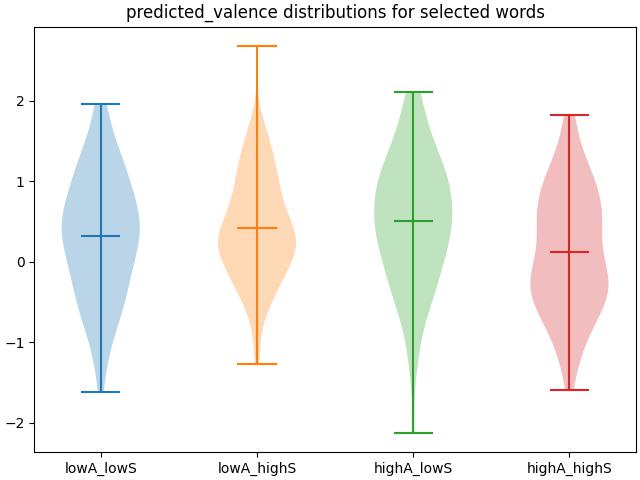 predicted_valence distributions for selected words
2
1
0
−1
−2
lowA_lowS lowA_highS highA_lowS highA_highS